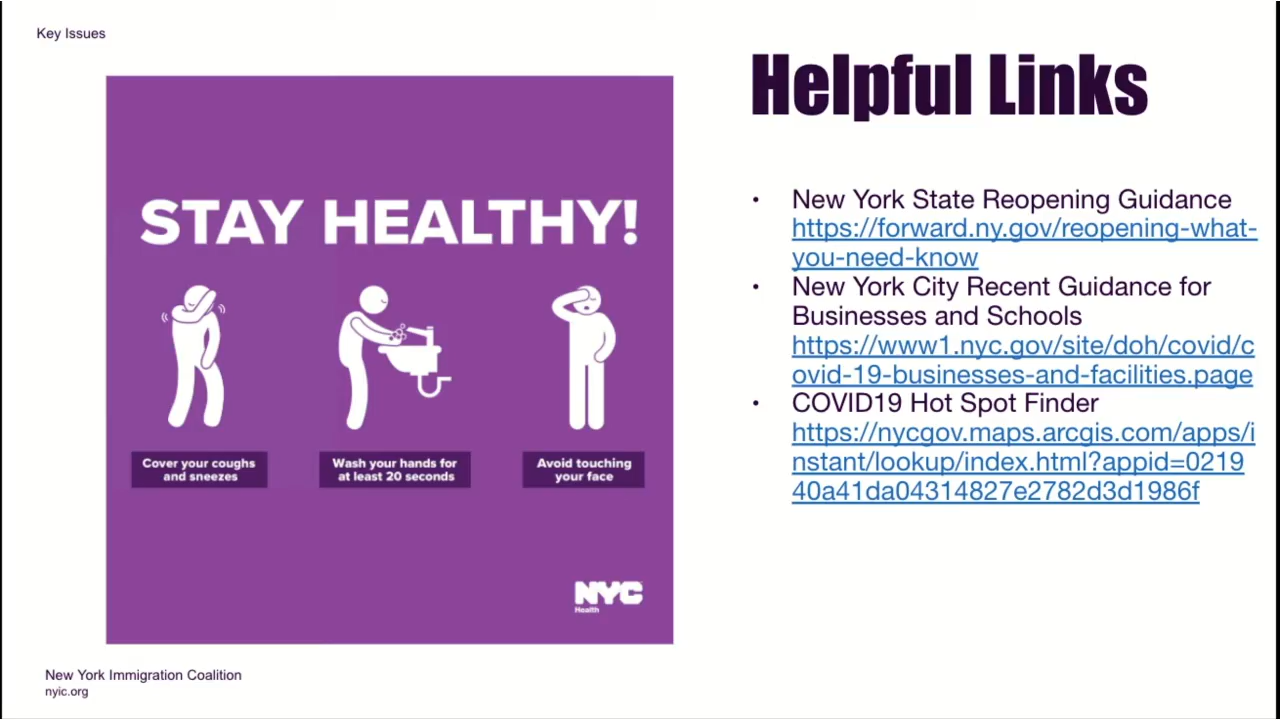 Key Issues
STAY HEALTHY!
Cover your coughs
and sneezes
Wash your hands for
at least 20 seconds
Avoid touching
your face
NYC
Health
Helpful Links
• New York State Reopening Guidance
https://forward.ny.gov/reopening-what-
you-need-know
• New York City Recent Guidance for
Businesses and Schools
https://www1.nyc.gov/site/doh/covid/c
ovid-19-businesses-and-facilities.page
• COVID19 Hot Spot Finder
https://nycgov.maps.arcgis.com/apps/i
nstant/lookup/index.html?appid=0219
40a41da04314827e2782d3d1986f
New York Immigration Coalition
nyic.org